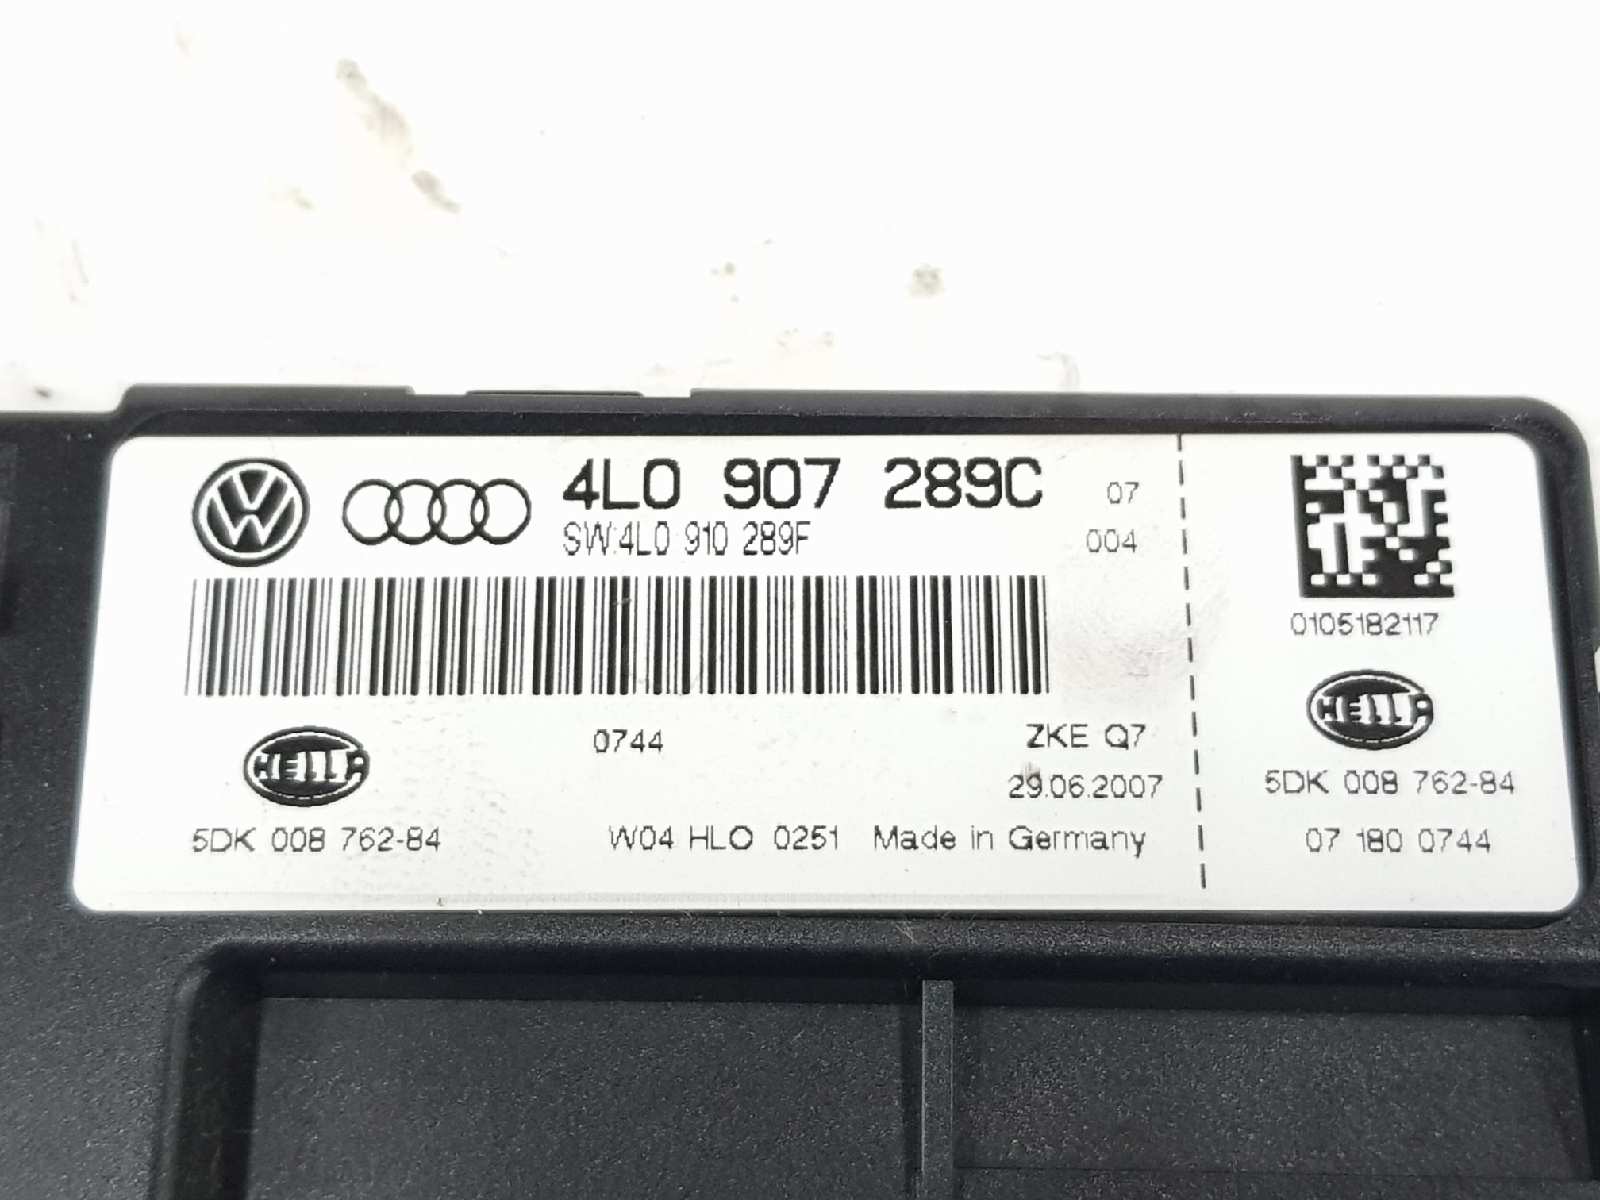 4L0 907 289C 07
SW:4L0 910 289F 004
0744
ZKE Q7
29.06.2007
HELLA
5DK 008 762-84
W04 HLO 0251 Made in Germany
0105182117
HELLA
5DK 008 762-84
07 180 0744